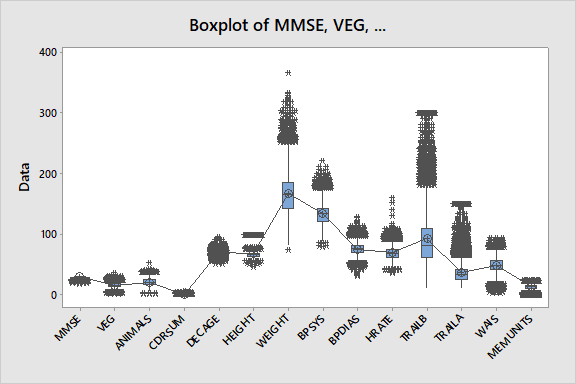 Boxplot of MMSE, VEG, ...
400
300
200
100
0
Data
MMSE
VEG
ANIMALS
CDRSUM
DECAGE
HEIGHT
WEIGHT
BPSYS
BPDIAS
HRATE
TRAILB
TRAILA
WAIS
MEMUNITS